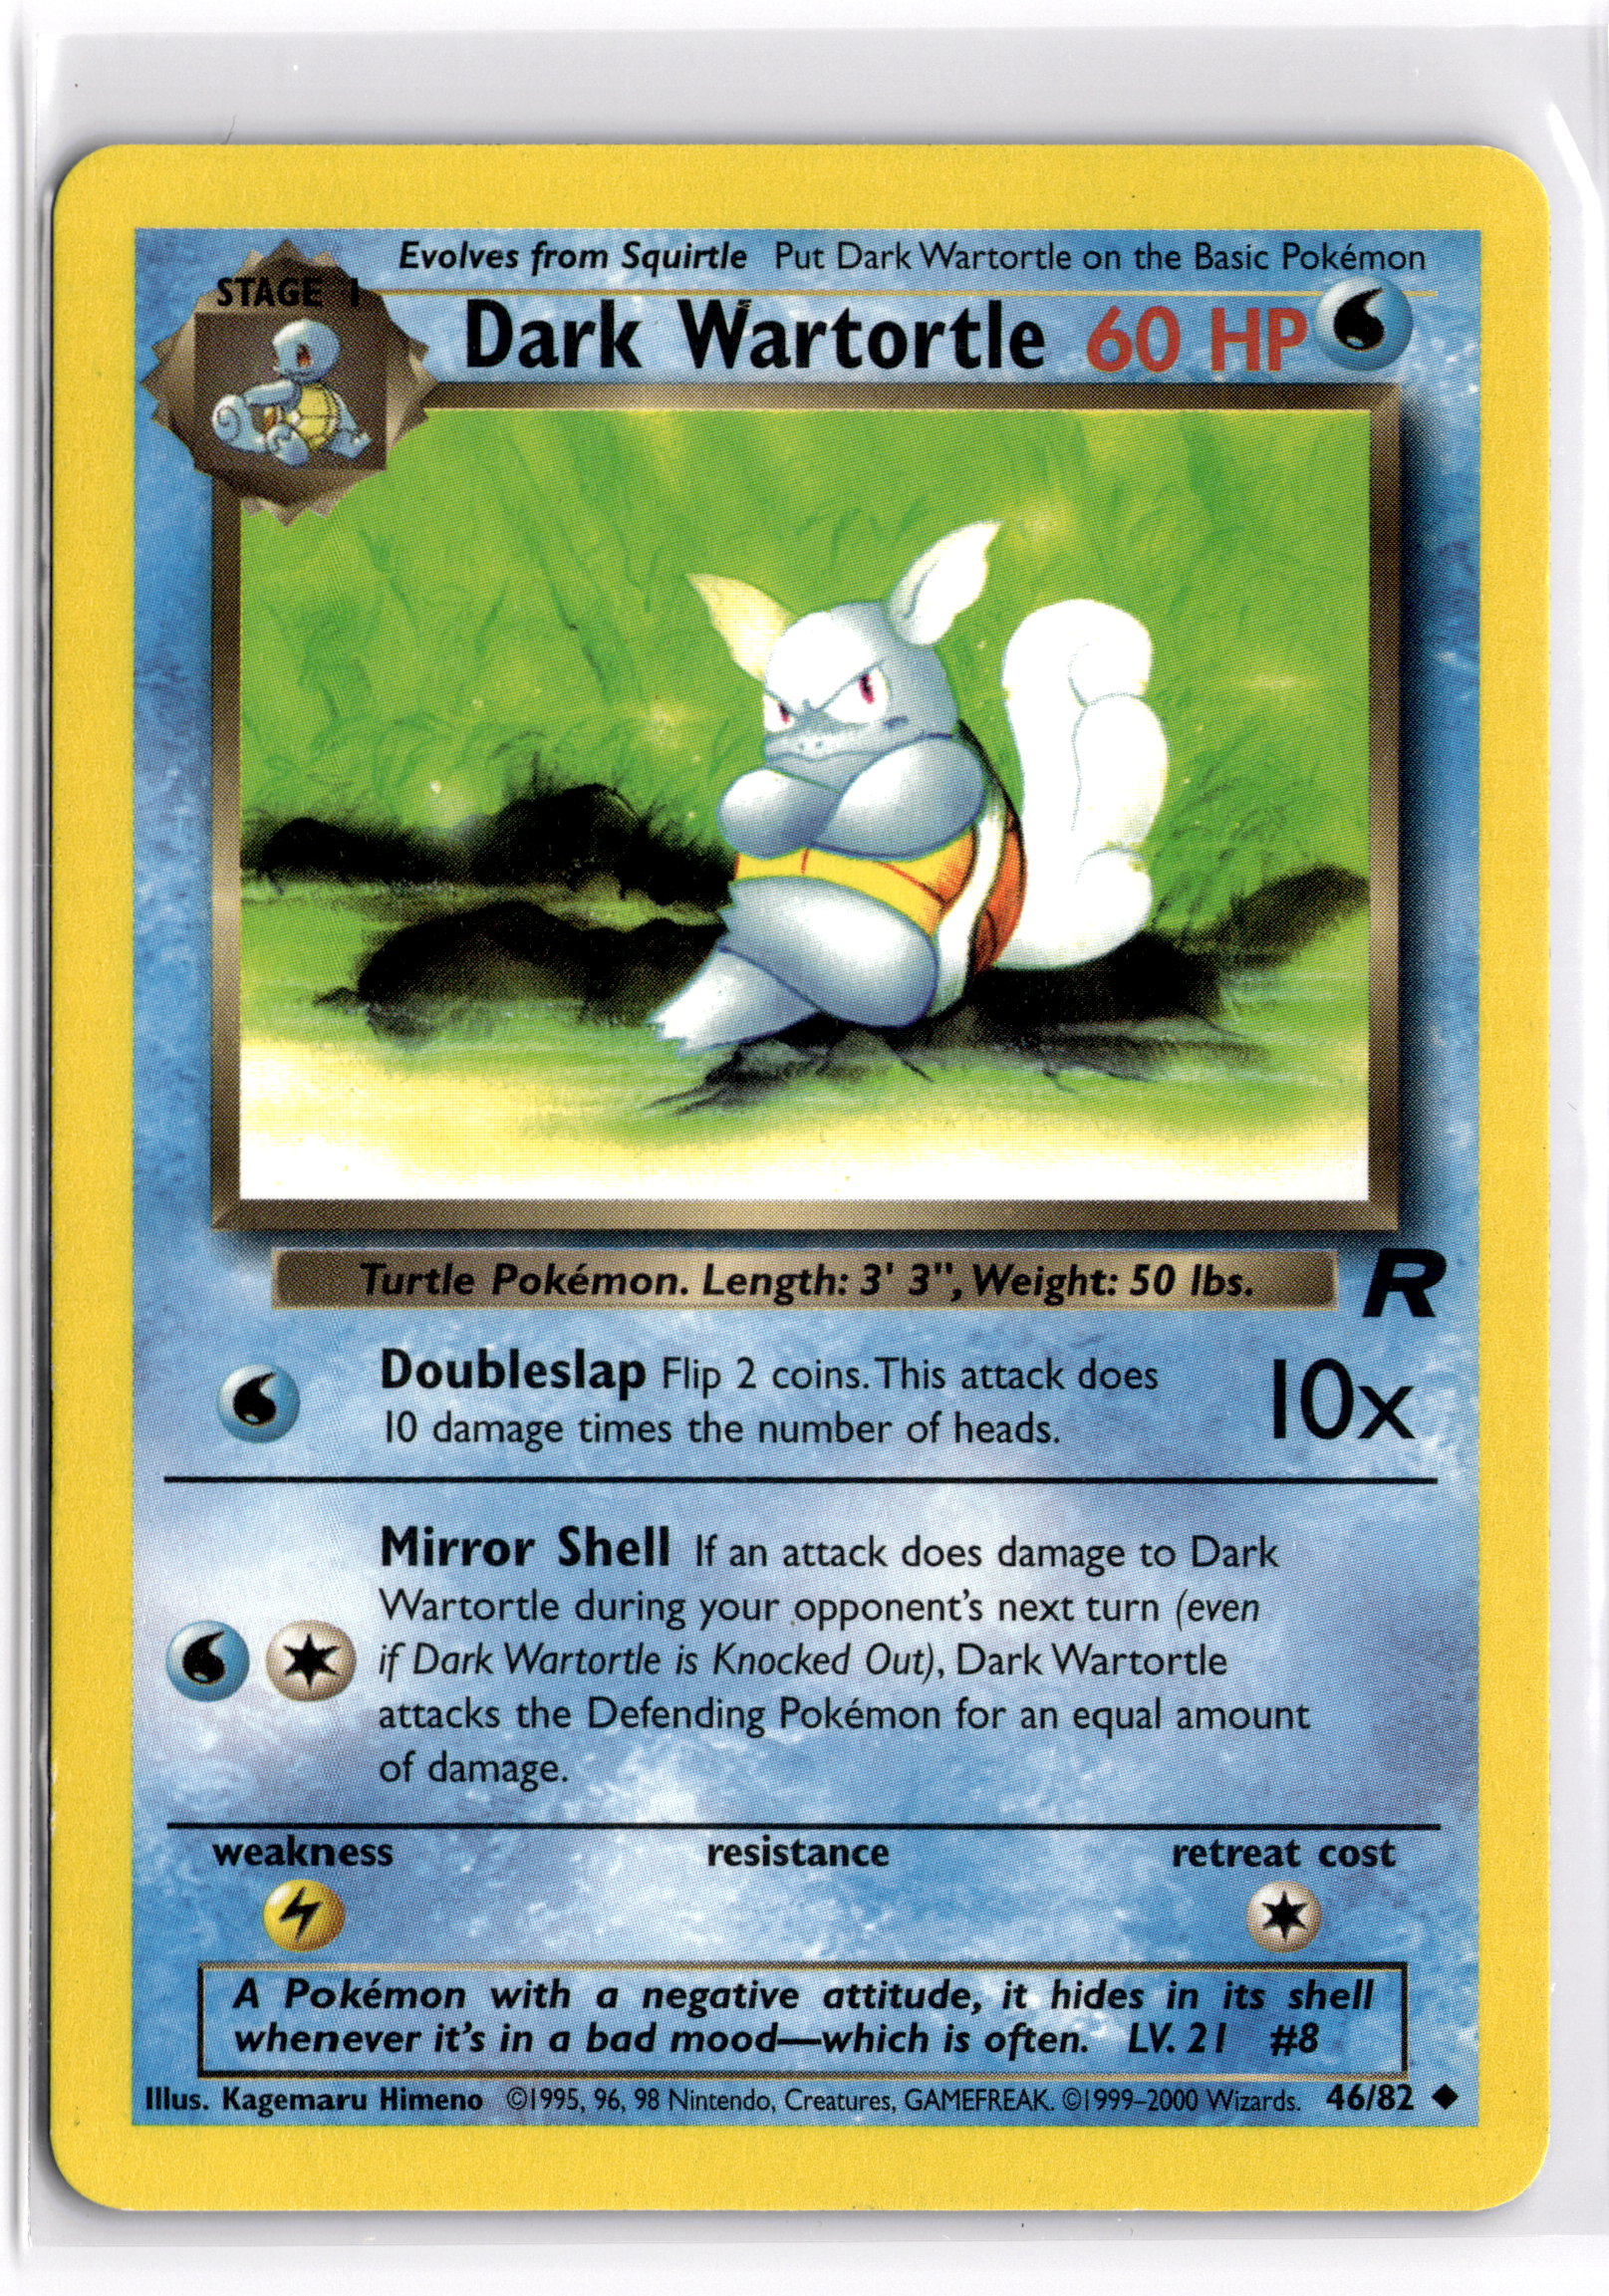 Evolves from Squirtle Put Dark Wartortle on the Basic Pokémon
STAGE 1
Dark Wartortle 60 HP
Turtle Pokémon. Length: 3' 3", Weight: 50 lbs.
R
Doubleslap Flip 2 coins. This attack does
10 damage times the number of heads.
10x
Mirror Shell If an attack does damage to Dark
Wartortle during your opponent's next turn (even
if Dark Wartortle is Knocked Out), Dark Wartortle
attacks the Defending Pokémon for an equal amount
of damage.
weakness resistance retreat cost
A Pokémon with a negative attitude, it hides in its shell
whenever it's in a bad mood—which is often. LV. 21 #8
Illus. Kagemaru Himeno ©1995, 96, 98 Nintendo, Creatures, GAMEFREAK. ©1999–2000 Wizards. 46/82 ◆